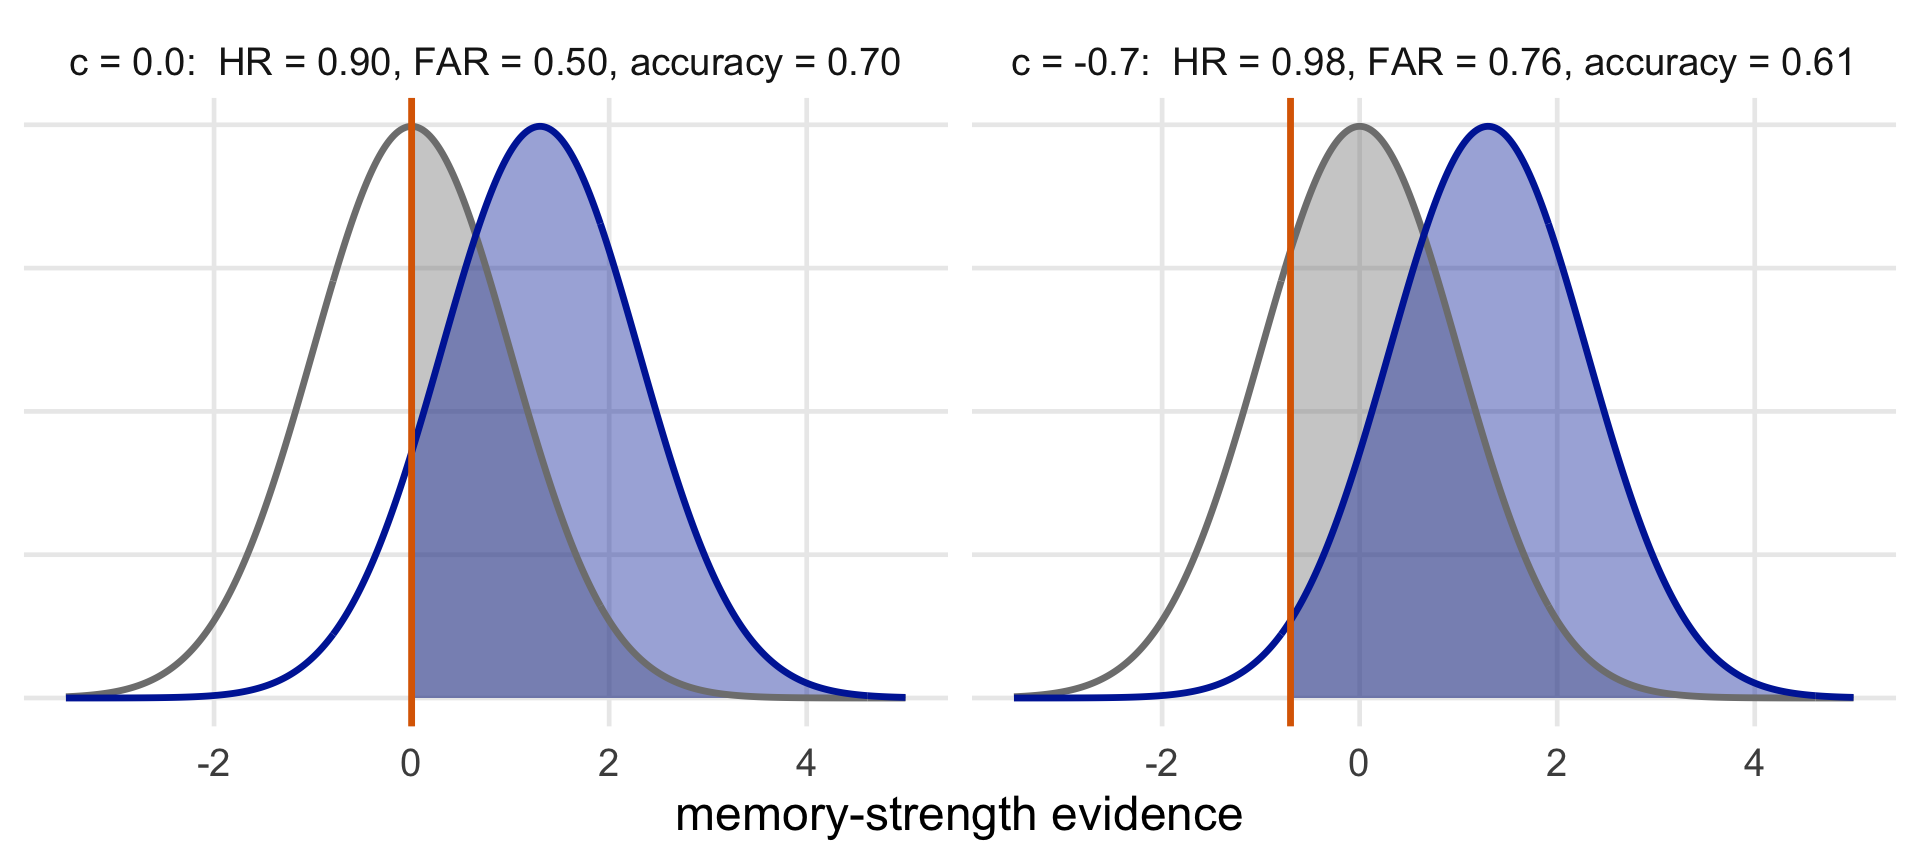 c = 0.0:  HR = 0.90, FAR = 0.50, accuracy = 0.70
c = -0.7:  HR = 0.98, FAR = 0.76, accuracy = 0.61
-2 0 2 4
-2 0 2 4
memory-strength evidence